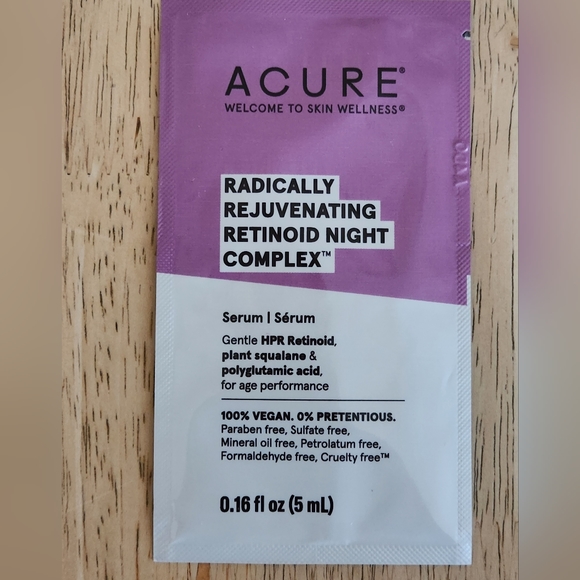 ACURE®
WELCOME TO SKIN WELLNESS®
RADICALLY
REJUVENATING
RETINOID NIGHT
COMPLEX™
Serum | Sérum
Gentle HPR Retinoid,
plant squalane &
polyglutamic acid,
for age performance
100% VEGAN. 0% PRETENTIOUS.
Paraben free, Sulfate free,
Mineral oil free, Petrolatum free,
Formaldehyde free, Cruelty free™
0.16 fl oz (5 mL)